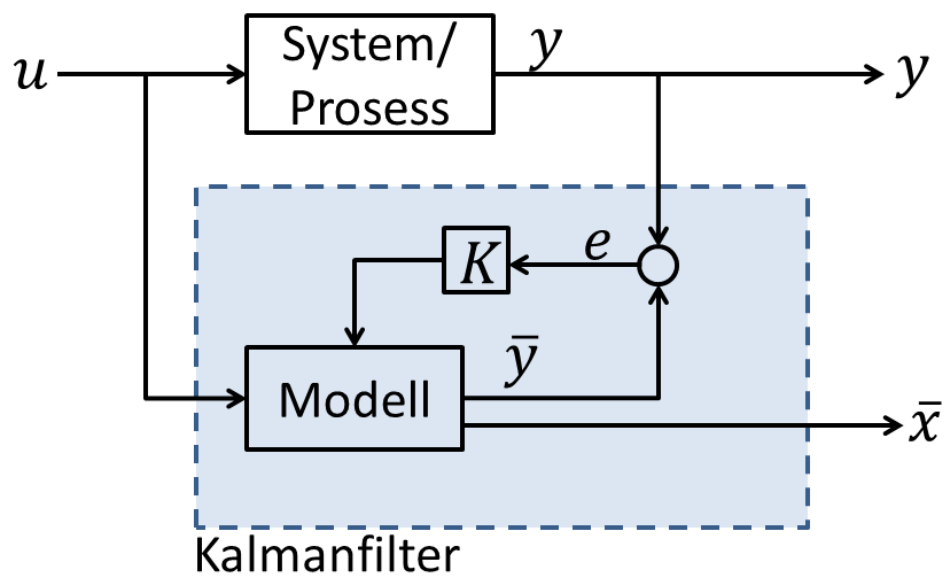 System/
Prosess
u
y
y
K
e
Modell
ȳ
x̄
Kalmanfilter